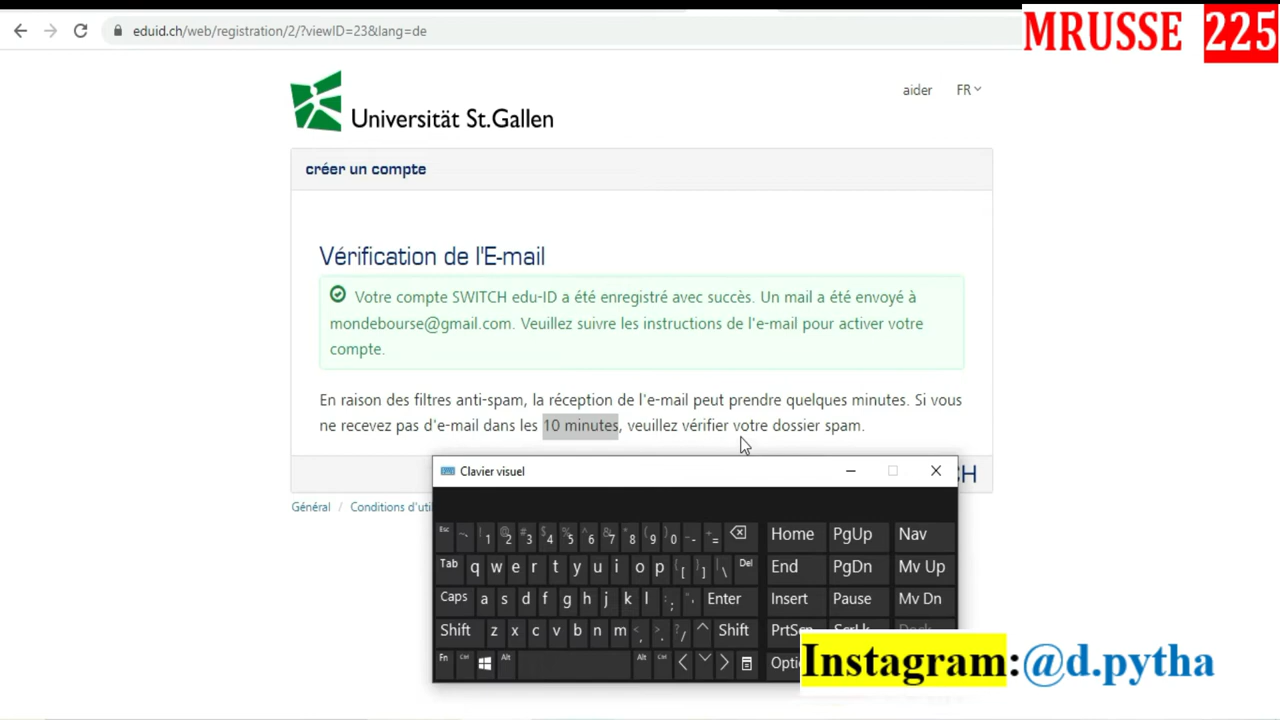 eduid.ch/web/registration/2/?viewID=23&lang=de
MRUSSE 225
Universität St.Gallen
aider FR
créer un compte
Vérification de l'E-mail
Votre compte SWITCH edu-ID a été enregistré avec succès. Un mail a été envoyé à
mondebourse@gmail.com. Veuillez suivre les instructions de l'e-mail pour activer votre
compte.
En raison des filtres anti-spam, la réception de l'e-mail peut prendre quelques minutes. Si vous
ne recevez pas d'e-mail dans les 10 minutes, veuillez vérifier votre dossier spam.
Clavier visuel
Général / Conditions d'uti
Esc ~ ` ! 1 @ 2 # 3 $ 4 % 5 ^ 6 & 7 * 8 ( 9 ) 0 _ - + = Home PgUp Nav
Tab q w e r t y u i o p { [ } ] | \ Del End PgDn Mv Up
Caps a s d f g h j k l : ; " ' Enter Insert Pause Mv Dn
Shift z x c v b n m < , > . ? / Shift PrtScn ScrLk Dock
Fn Ctrl Alt Alt Ctrl Opti
Instagram:@d.pytha